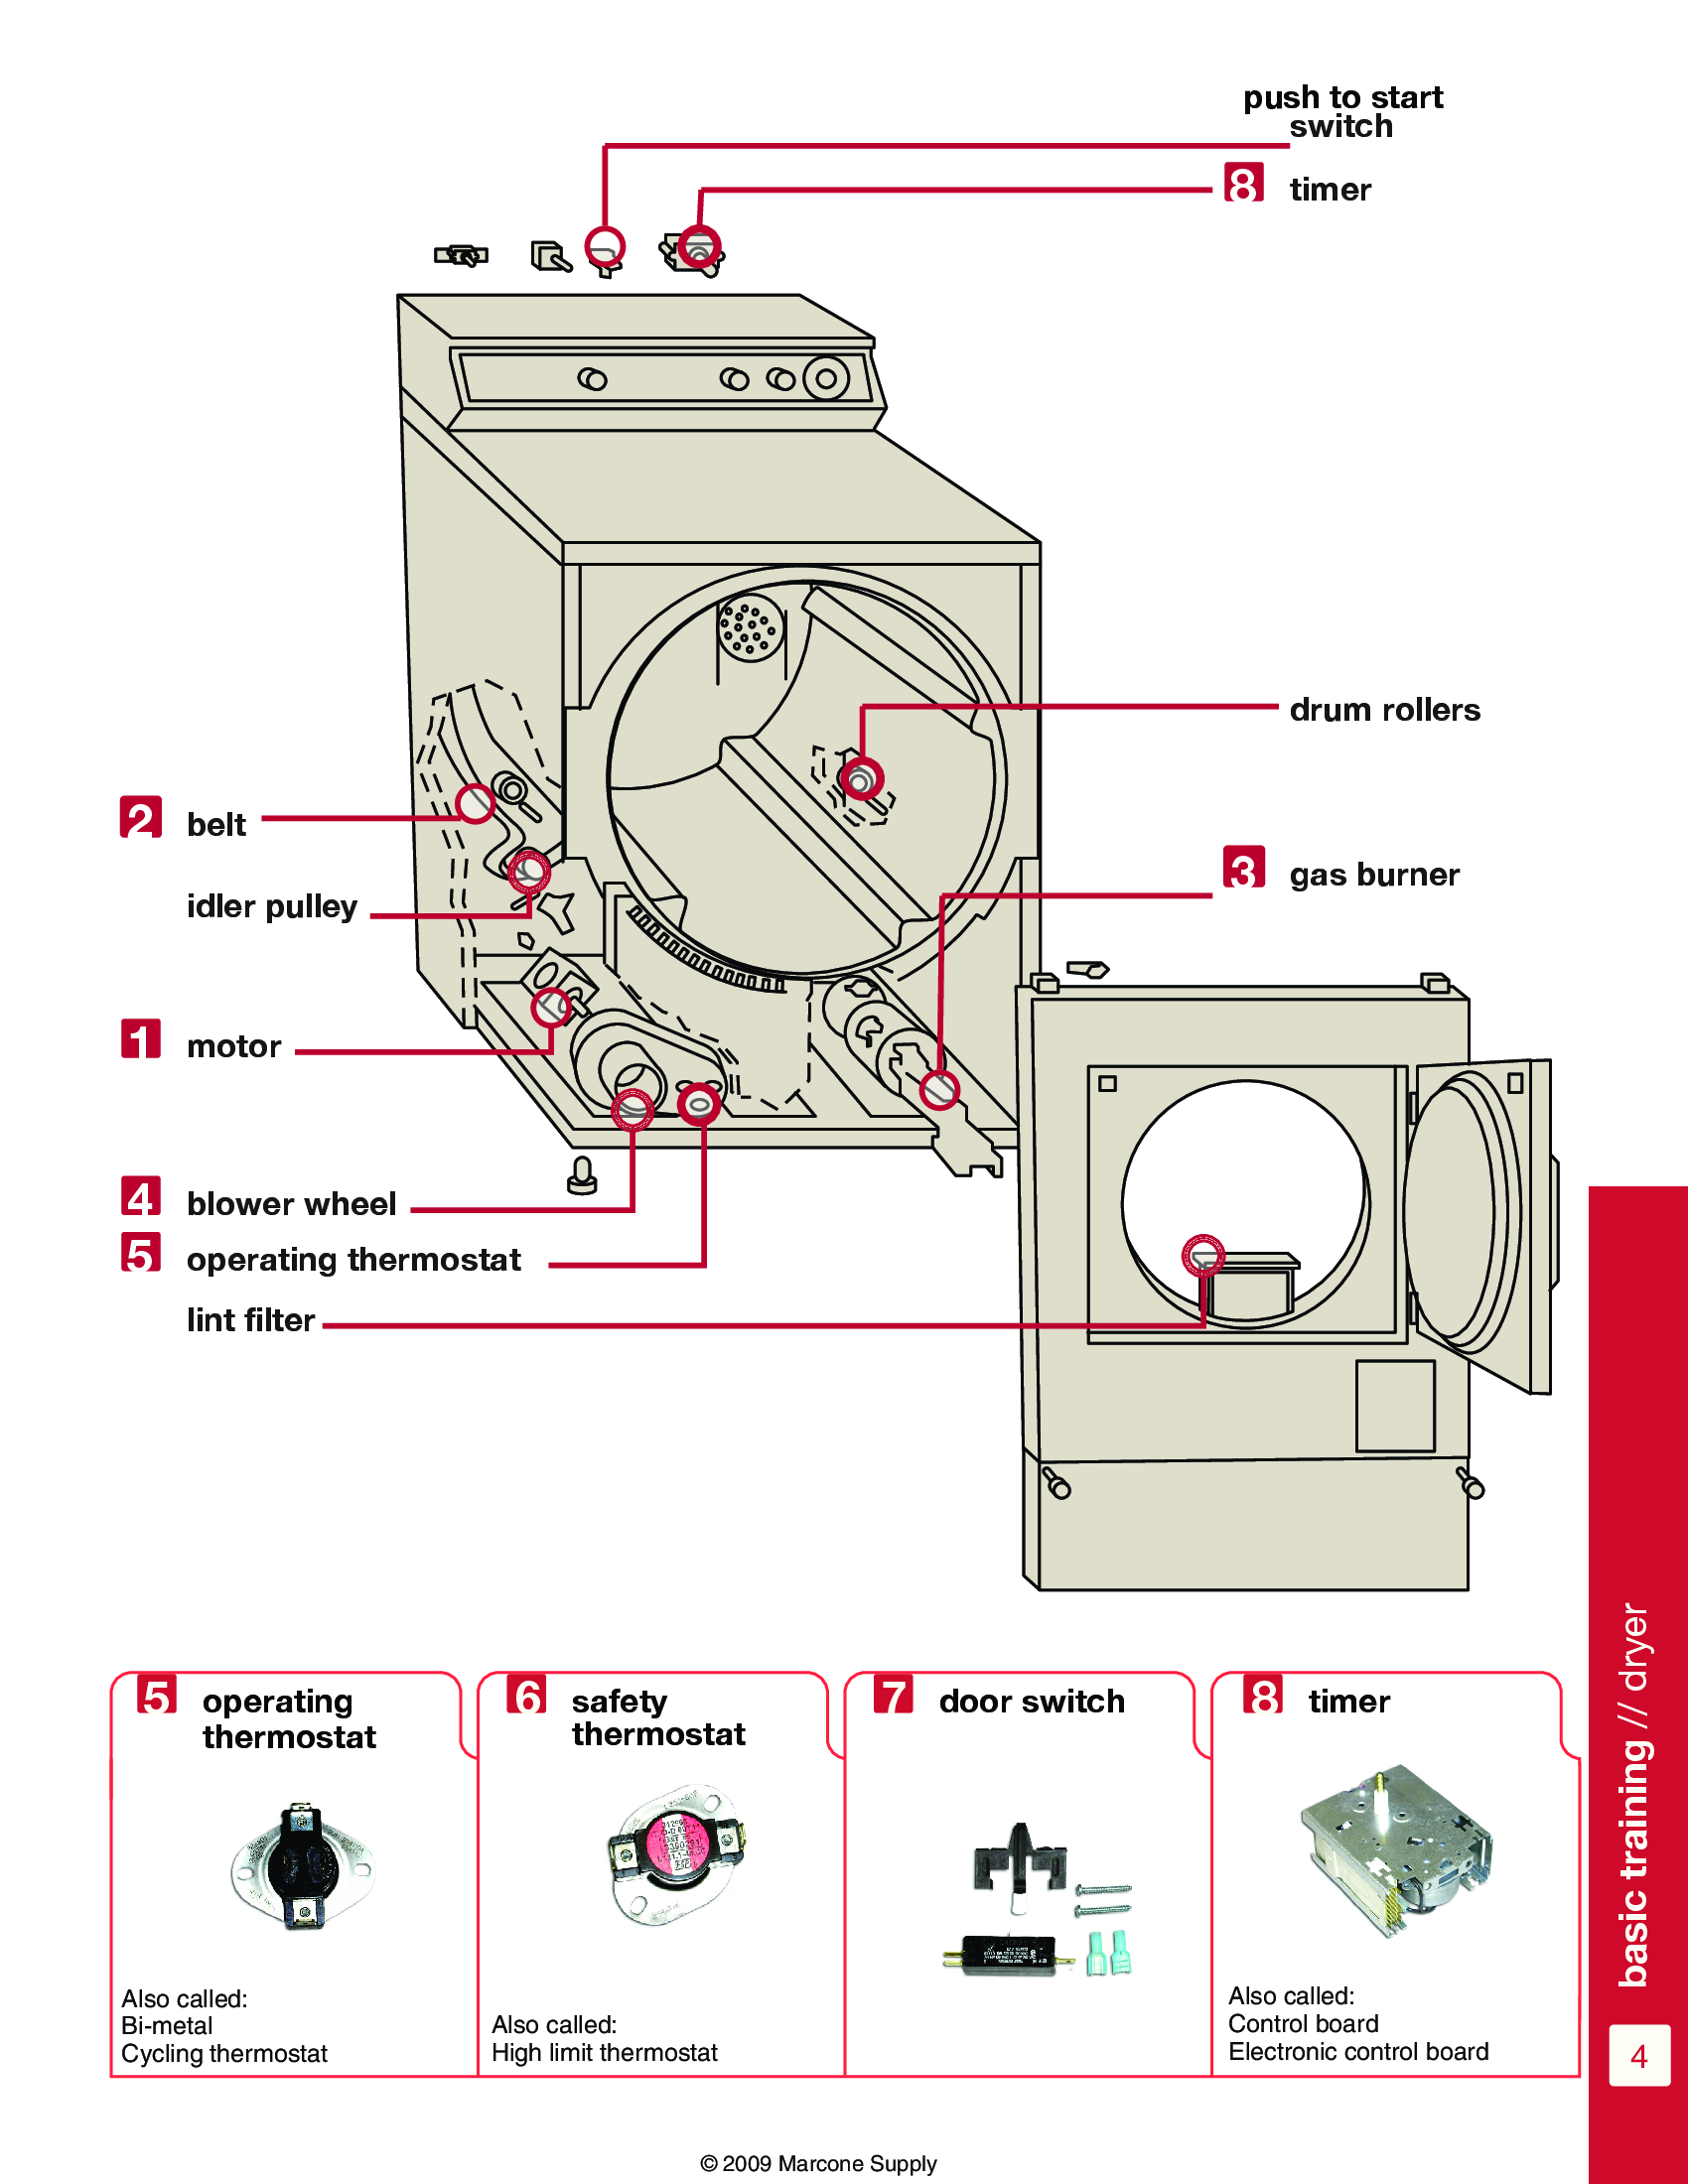 push to start
switch
8 timer
drum rollers
2 belt
3 gas burner
idler pulley
1 motor
4 blower wheel
5 operating thermostat
lint filter
5 operating
thermostat
Also called:
Bi-metal
Cycling thermostat
6 safety
thermostat
Also called:
High limit thermostat
7 door switch
8 timer
Also called:
Control board
Electronic control board
basic training // dryer
4
© 2009 Marcone Supply